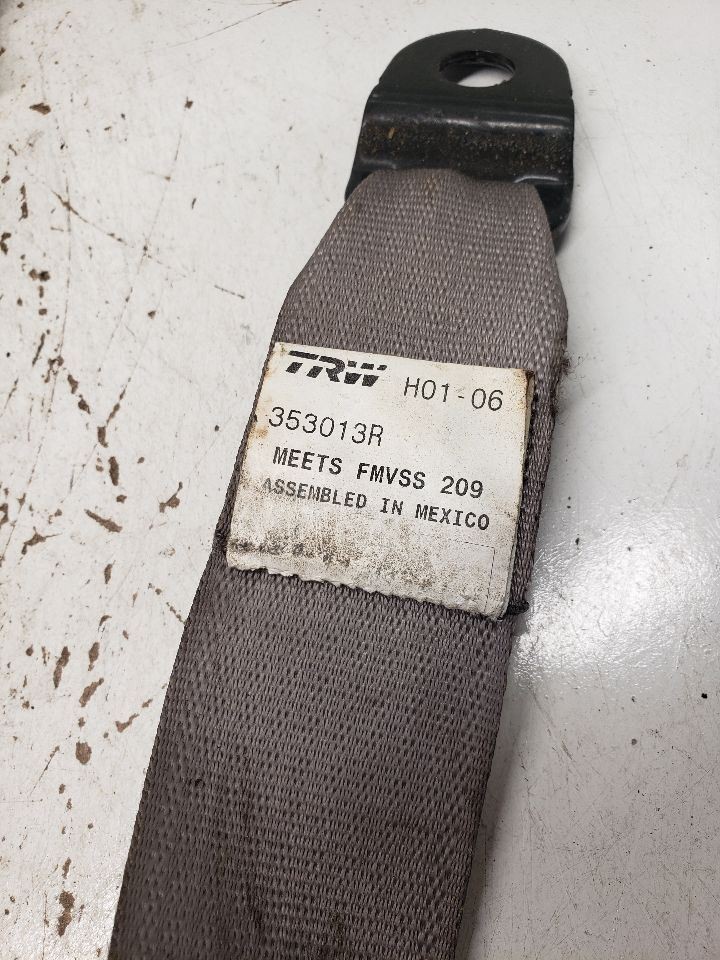 TRW H01-06
353013R
MEETS FMVSS 209
ASSEMBLED IN MEXICO